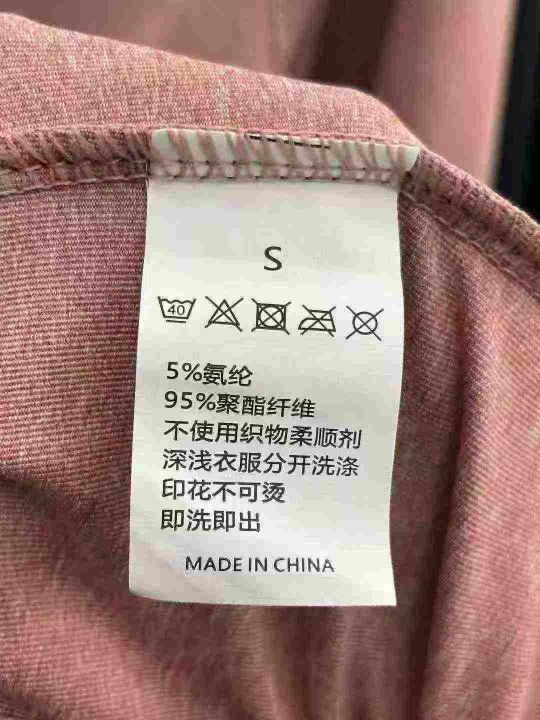 S
40
5%氨纶
95%聚酯纤维
不使用织物柔顺剂
深浅衣服分开洗涤
印花不可烫
即洗即出
MADE IN CHINA